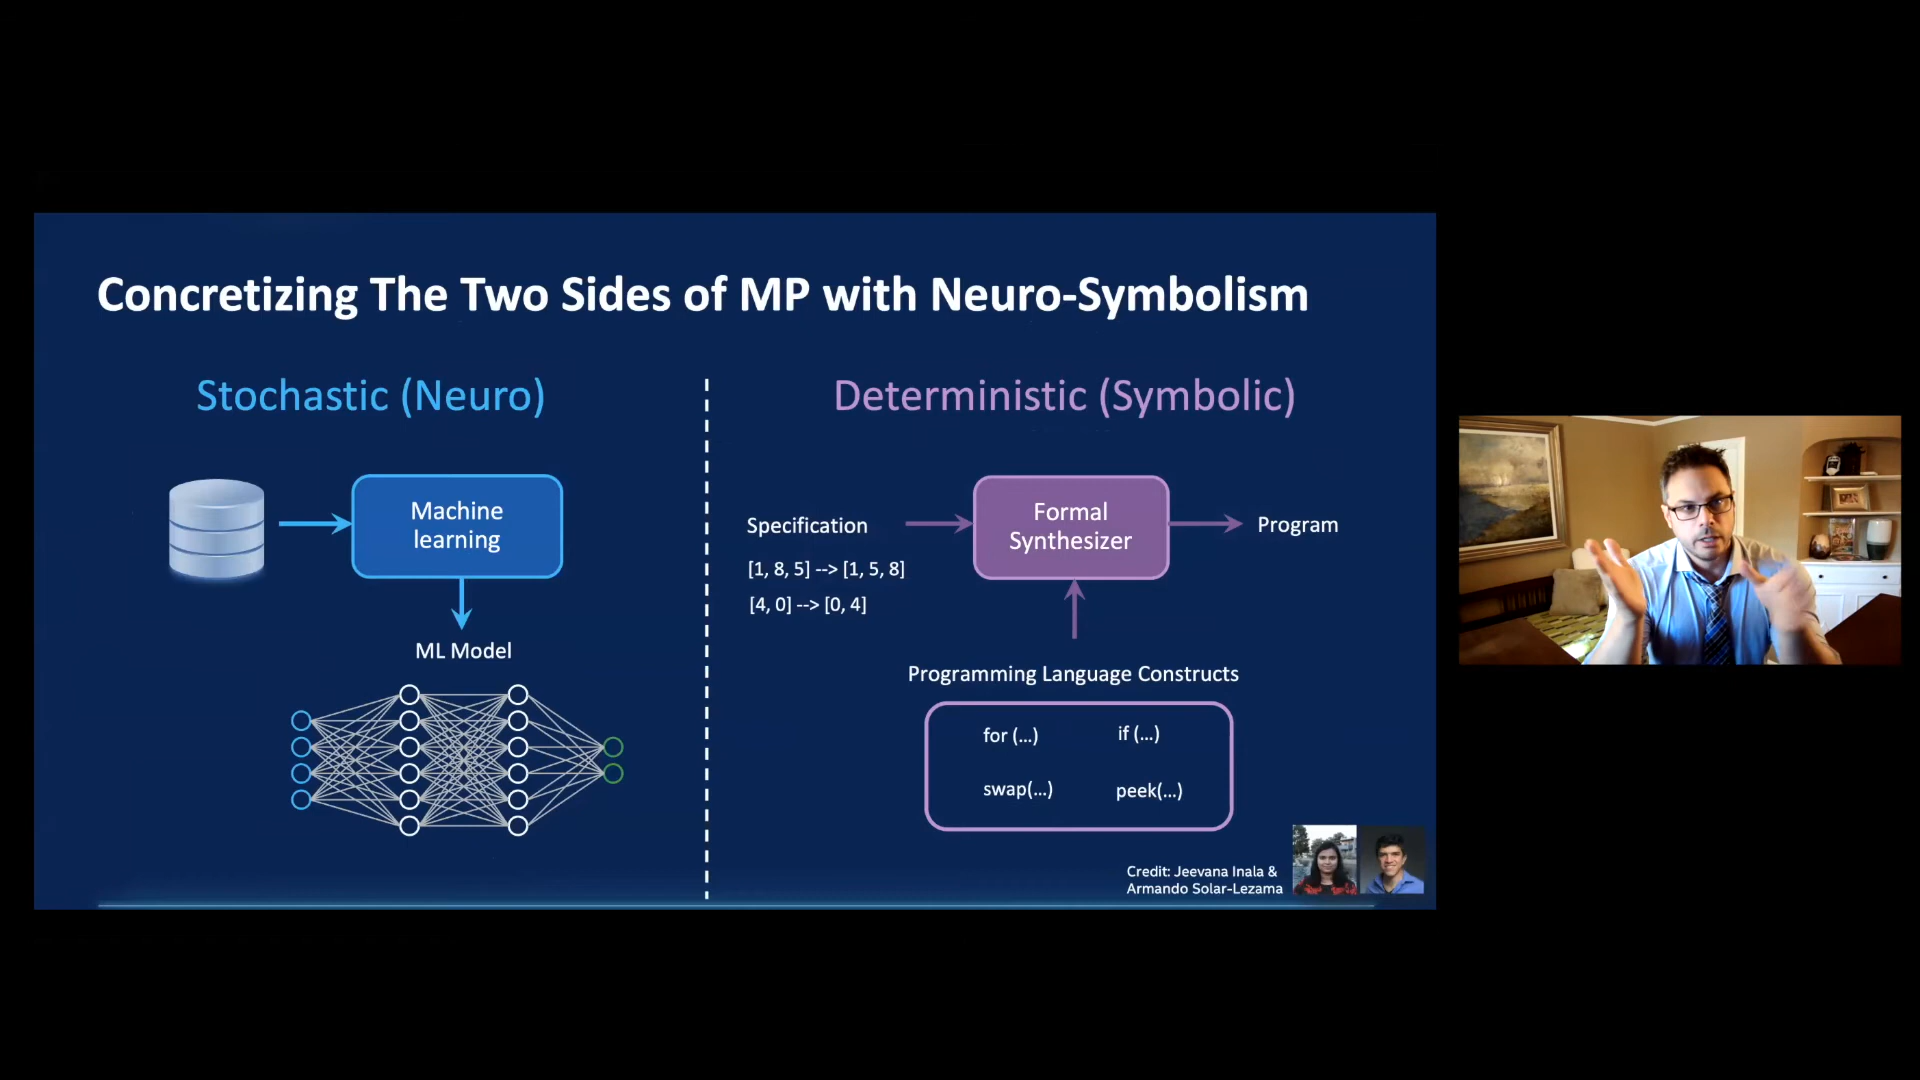 Concretizing The Two Sides of MP with Neuro-Symbolism
Stochastic (Neuro)
Machine
learning
ML Model
Deterministic (Symbolic)
Specification
[1, 8, 5] --> [1, 5, 8]
[4, 0] --> [0, 4]
Formal
Synthesizer
Program
Programming Language Constructs
for (...)
if (...)
swap(...)
peek(...)
Credit: Jeevana Inala &
Armando Solar-Lezama